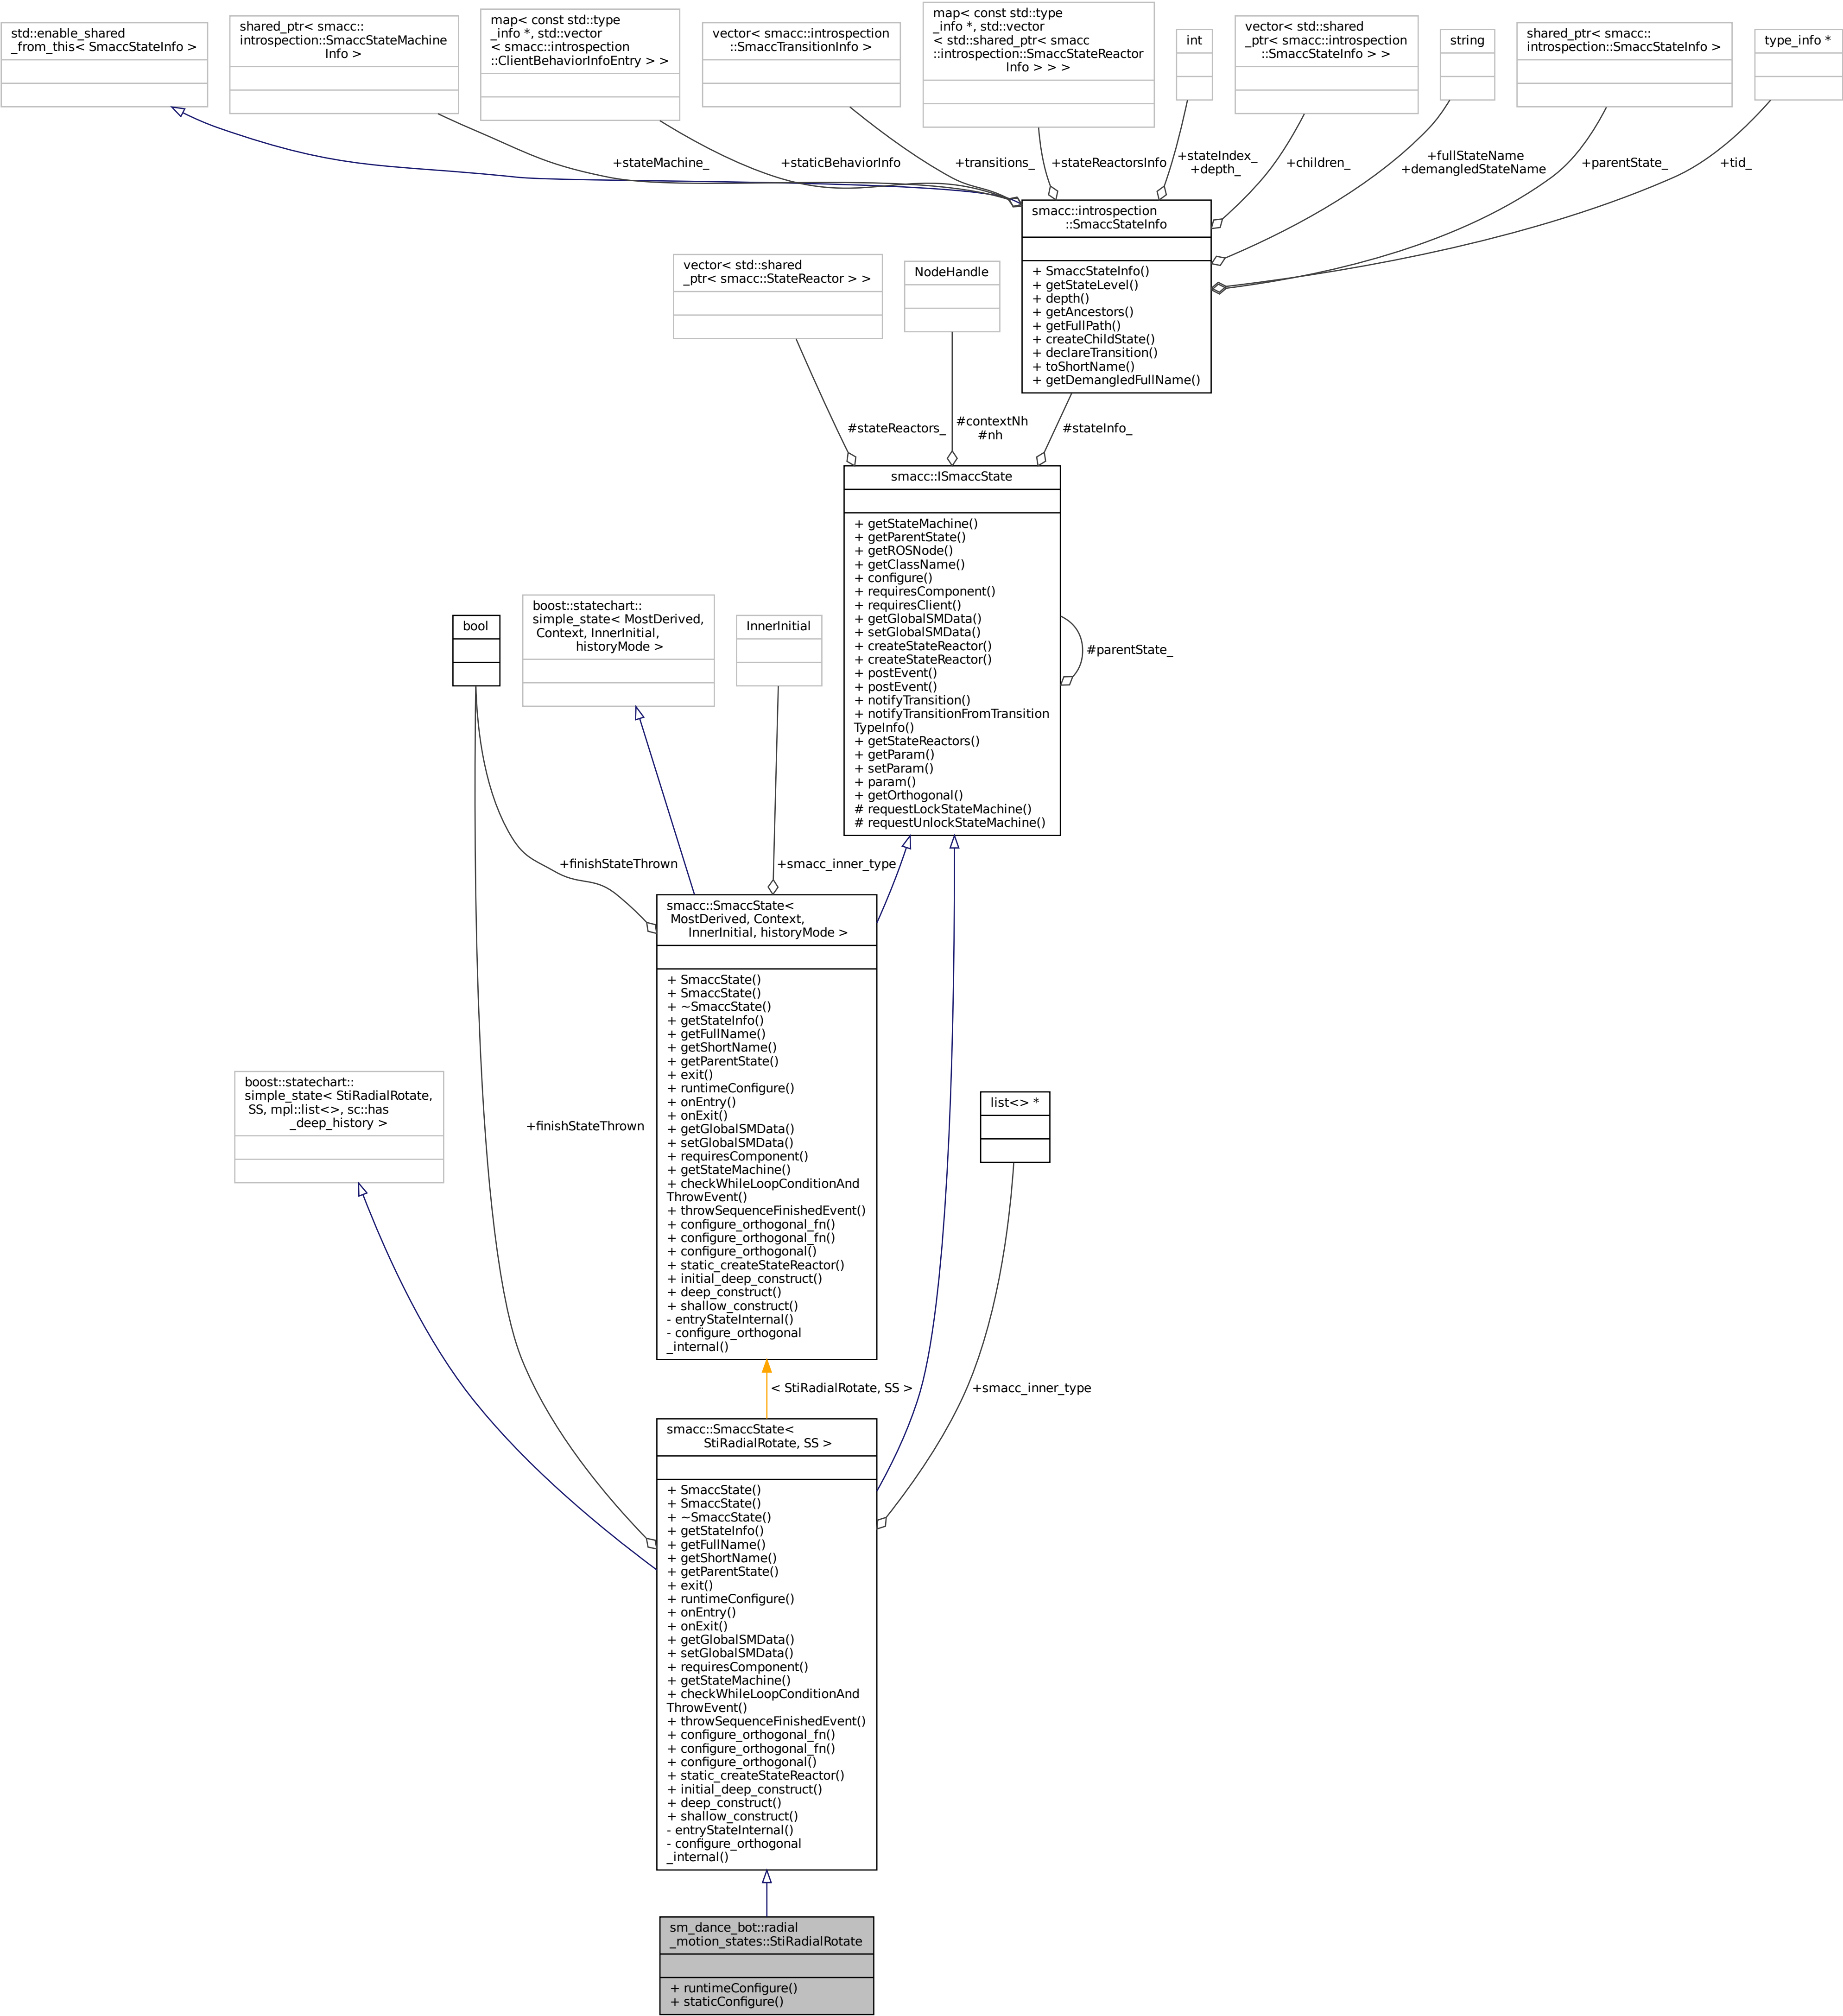 std::enable_shared
_from_this< SmaccStateInfo >
shared_ptr< smacc::
introspection::SmaccStateMachine
Info >
map< const std::type
_info *, std::vector
< smacc::introspection
::ClientBehaviorInfoEntry > >
vector< smacc::introspection
::SmaccTransitionInfo >
map< const std::type
_info *, std::vector
< std::shared_ptr< smacc
::introspection::SmaccStateReactor
Info > > >
int
vector< std::shared
_ptr< smacc::introspection
::SmaccStateInfo > >
string
shared_ptr< smacc::
introspection::SmaccStateInfo >
type_info *
+stateMachine_
+staticBehaviorInfo
+transitions_
+stateReactorsInfo
+stateIndex_
+depth_
+children_
+fullStateName
+demangledStateName
+parentState_
+tid_
smacc::introspection
::SmaccStateInfo
+ SmaccStateInfo()
+ getStateLevel()
+ depth()
+ getAncestors()
+ getFullPath()
+ createChildState()
+ declareTransition()
+ toShortName()
+ getDemangledFullName()
vector< std::shared
_ptr< smacc::StateReactor > >
NodeHandle
#stateReactors_
#contextNh
#nh
#stateInfo_
smacc::ISmaccState
+ getStateMachine()
+ getParentState()
+ getROSNode()
+ getClassName()
+ configure()
+ requiresComponent()
+ requiresClient()
+ getGlobalSMData()
+ setGlobalSMData()
+ createStateReactor()
+ createStateReactor()
+ postEvent()
+ postEvent()
+ notifyTransition()
+ notifyTransitionFromTransition
TypeInfo()
+ getStateReactors()
+ getParam()
+ setParam()
+ param()
+ getOrthogonal()
# requestLockStateMachine()
# requestUnlockStateMachine()
#parentState_
bool
boost::statechart::
simple_state< MostDerived,
Context, InnerInitial,
historyMode >
InnerInitial
+finishStateThrown
+smacc_inner_type
smacc::SmaccState<
MostDerived, Context,
InnerInitial, historyMode >
+ SmaccState()
+ SmaccState()
+ ~SmaccState()
+ getStateInfo()
+ getFullName()
+ getShortName()
+ getParentState()
+ exit()
+ runtimeConfigure()
+ onEntry()
+ onExit()
+ getGlobalSMData()
+ setGlobalSMData()
+ requiresComponent()
+ getStateMachine()
+ checkWhileLoopConditionAnd
ThrowEvent()
+ throwSequenceFinishedEvent()
+ configure_orthogonal_fn()
+ configure_orthogonal_fn()
+ configure_orthogonal()
+ static_createStateReactor()
+ initial_deep_construct()
+ deep_construct()
+ shallow_construct()
- entryStateInternal()
- configure_orthogonal
_internal()
boost::statechart::
simple_state< StiRadialRotate,
SS, mpl::list<>, sc::has
_deep_history >
+finishStateThrown
list<> *
< StiRadialRotate, SS >
+smacc_inner_type
smacc::SmaccState<
StiRadialRotate, SS >
+ SmaccState()
+ SmaccState()
+ ~SmaccState()
+ getStateInfo()
+ getFullName()
+ getShortName()
+ getParentState()
+ exit()
+ runtimeConfigure()
+ onEntry()
+ onExit()
+ getGlobalSMData()
+ setGlobalSMData()
+ requiresComponent()
+ getStateMachine()
+ checkWhileLoopConditionAnd
ThrowEvent()
+ throwSequenceFinishedEvent()
+ configure_orthogonal_fn()
+ configure_orthogonal_fn()
+ configure_orthogonal()
+ static_createStateReactor()
+ initial_deep_construct()
+ deep_construct()
+ shallow_construct()
- entryStateInternal()
- configure_orthogonal
_internal()
sm_dance_bot::radial
_motion_states::StiRadialRotate
+ runtimeConfigure()
+ staticConfigure()